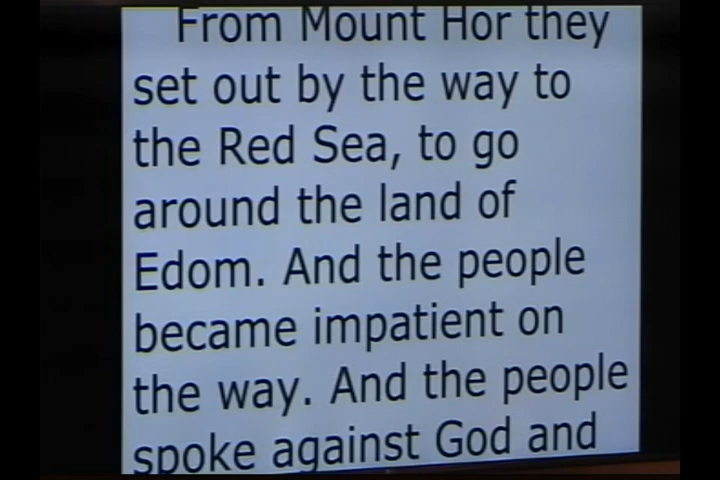 From Mount Hor they
set out by the way to
the Red Sea, to go
around the land of
Edom. And the people
became impatient on
the way. And the people
spoke against God and